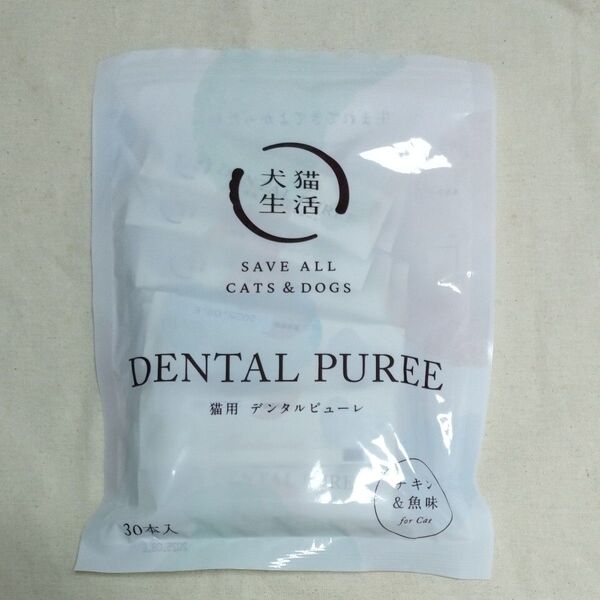 犬猫
生活
SAVE ALL
CATS & DOGS
DENTAL PUREE
猫用 デンタルピューレ
チキン
&魚味
for Cat
30本入